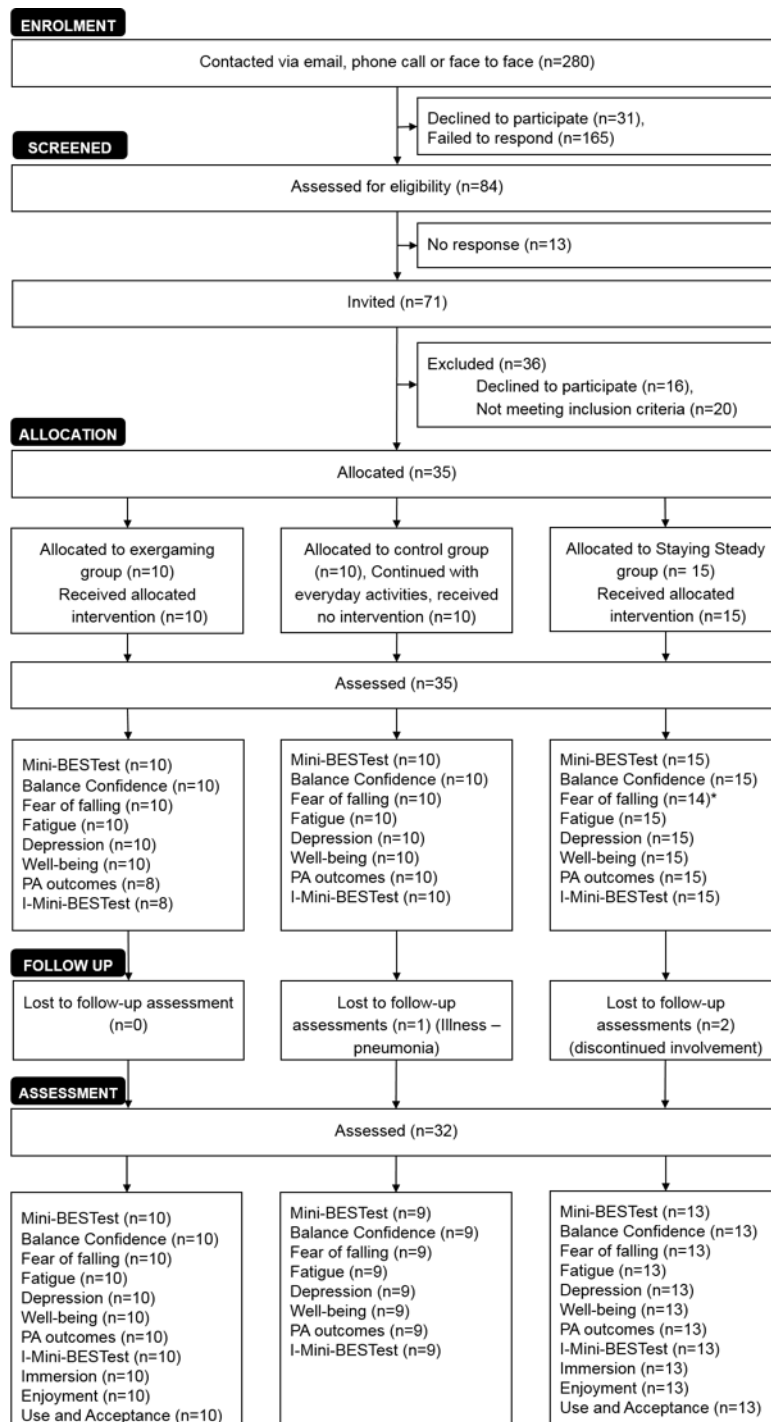 ENROLMENT
Contacted via email, phone call or face to face (n=280)
Declined to participate (n=31),
Failed to respond (n=165)
SCREENED
Assessed for eligibility (n=84)
No response (n=13)
Invited (n=71)
Excluded (n=36)
Declined to participate (n=16),
Not meeting inclusion criteria (n=20)
ALLOCATION
Allocated (n=35)
Allocated to exergaming
group (n=10)
Received allocated
intervention (n=10)
Allocated to control group
(n=10), Continued with
everyday activities, received
no intervention (n=10)
Allocated to Staying Steady
group (n= 15)
Received allocated
intervention (n=15)
Assessed (n=35)
Mini-BESTest (n=10)
Balance Confidence (n=10)
Fear of falling (n=10)
Fatigue (n=10)
Depression (n=10)
Well-being (n=10)
PA outcomes (n=8)
I-Mini-BESTest (n=8)
Mini-BESTest (n=10)
Balance Confidence (n=10)
Fear of falling (n=10)
Fatigue (n=10)
Depression (n=10)
Well-being (n=10)
PA outcomes (n=10)
I-Mini-BESTest (n=10)
Mini-BESTest (n=15)
Balance Confidence (n=15)
Fear of falling (n=14)*
Fatigue (n=15)
Depression (n=15)
Well-being (n=15)
PA outcomes (n=15)
I-Mini-BESTest (n=15)
FOLLOW UP
Lost to follow-up assessment
(n=0)
Lost to follow-up
assessments (n=1) (Illness –
pneumonia)
Lost to follow-up
assessments (n=2)
(discontinued involvement)
ASSESSMENT
Assessed (n=32)
Mini-BESTest (n=10)
Balance Confidence (n=10)
Fear of falling (n=10)
Fatigue (n=10)
Depression (n=10)
Well-being (n=10)
PA outcomes (n=10)
I-Mini-BESTest (n=10)
Immersion (n=10)
Enjoyment (n=10)
Use and Acceptance (n=10)
Mini-BESTest (n=9)
Balance Confidence (n=9)
Fear of falling (n=9)
Fatigue (n=9)
Depression (n=9)
Well-being (n=9)
PA outcomes (n=9)
I-Mini-BESTest (n=9)
Mini-BESTest (n=13)
Balance Confidence (n=13)
Fear of falling (n=13)
Fatigue (n=13)
Depression (n=13)
Well-being (n=13)
PA outcomes (n=13)
I-Mini-BESTest (n=13)
Immersion (n=13)
Enjoyment (n=13)
Use and Acceptance (n=13)